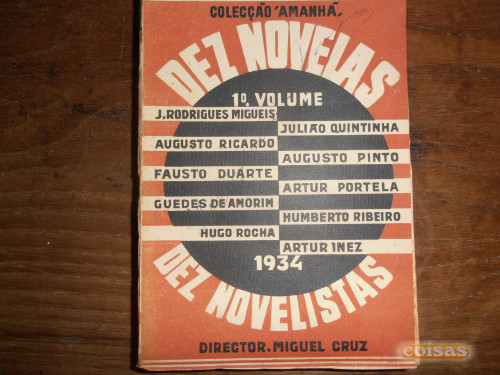 COLECÇÃO "AMANHÃ"
DEZ NOVELAS
1º. VOLUME
J. RODRIGUES MIGUEIS
JULIÃO QUINTINHA
AUGUSTO RICARDO
AUGUSTO PINTO
FAUSTO DUARTE
ARTUR PORTELA
GUEDES DE AMORIM
HUMBERTO RIBEIRO
HUGO ROCHA
ARTUR INEZ
1934
DEZ NOVELISTAS
DIRECTOR. MIGUEL CRUZ
coisas